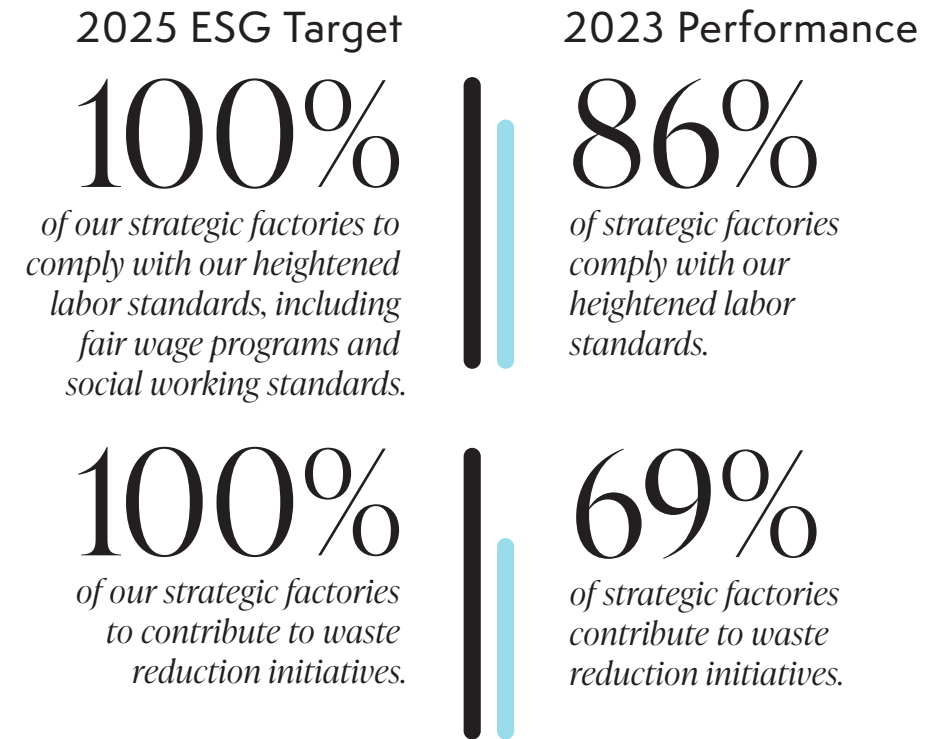 2025 ESG Target
2023 Performance
100%
of our strategic factories to
comply with our heightened
labor standards, including
fair wage programs and
social working standards.
86%
of strategic factories
comply with our
heightened labor
standards.
100%
of our strategic factories
to contribute to waste
reduction initiatives.
69%
of strategic factories
contribute to waste
reduction initiatives.